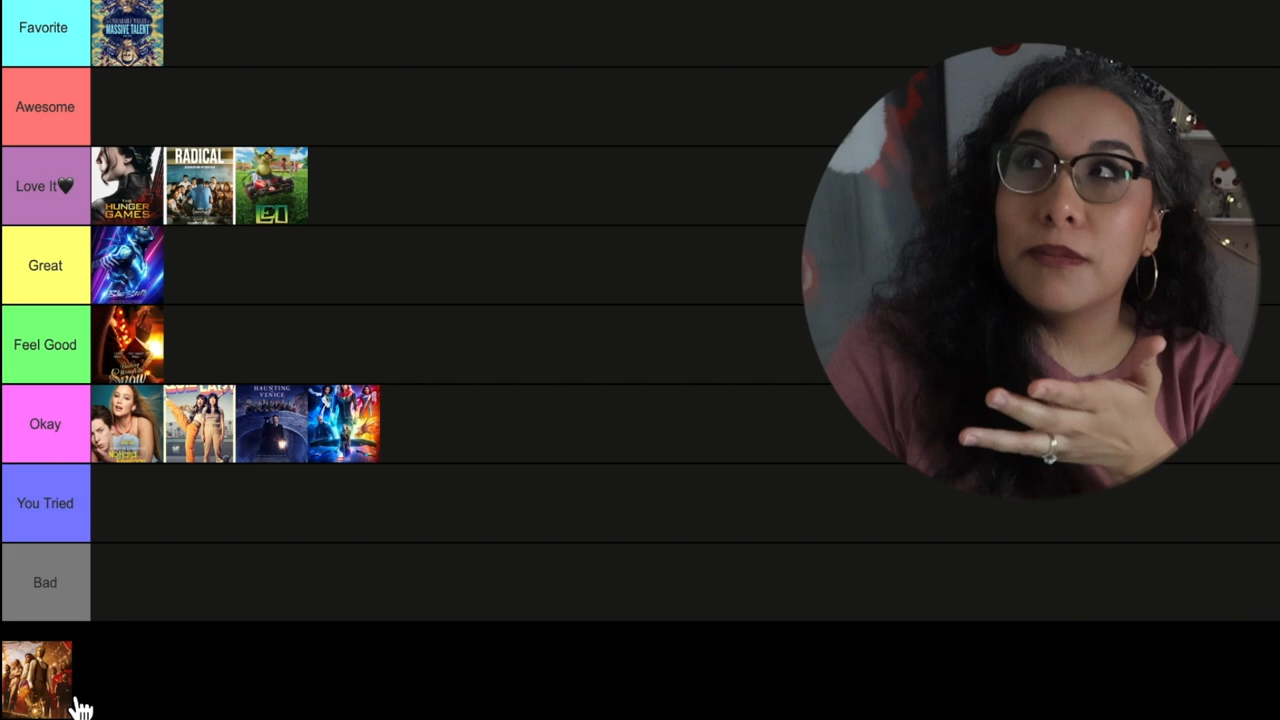 Favorite
MASSIVE TALENT
Awesome
Love It🖤
THE
HUNGER
GAMES
RADICAL
LEO
Great
Feel Good
Okay
HAUNTING
VENICE
You Tried
Bad